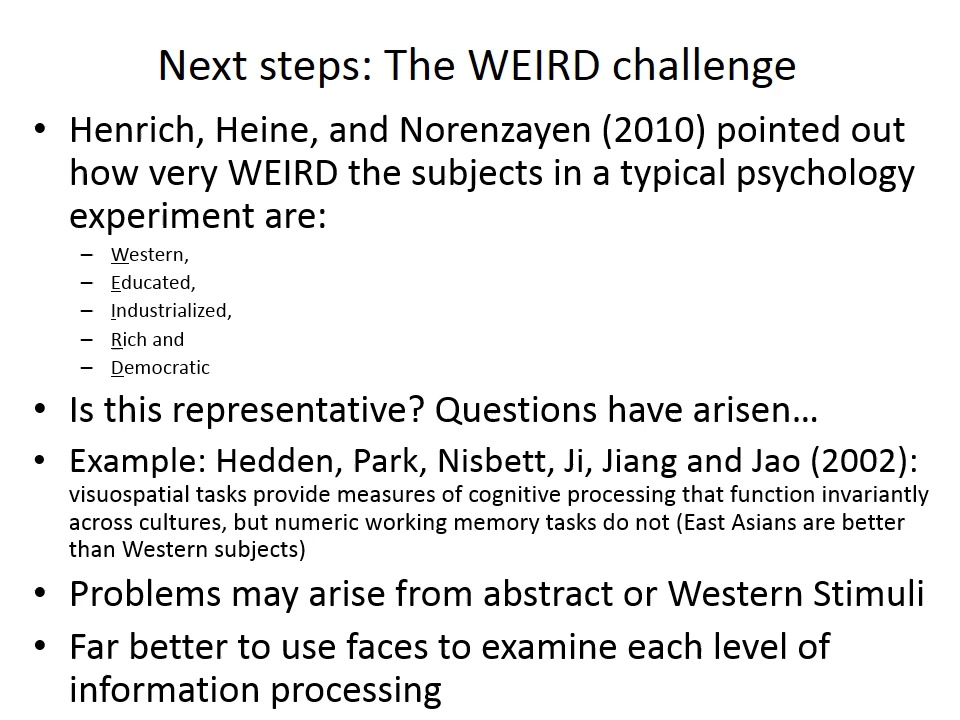 Next steps: The WEIRD challenge
• Henrich, Heine, and Norenzayen (2010) pointed out
how very WEIRD the subjects in a typical psychology
experiment are:
– Western,
– Educated,
– Industrialized,
– Rich and
– Democratic
• Is this representative? Questions have arisen…
• Example: Hedden, Park, Nisbett, Ji, Jiang and Jao (2002):
visuospatial tasks provide measures of cognitive processing that function invariantly
across cultures, but numeric working memory tasks do not (East Asians are better
than Western subjects)
• Problems may arise from abstract or Western Stimuli
• Far better to use faces to examine each level of
information processing